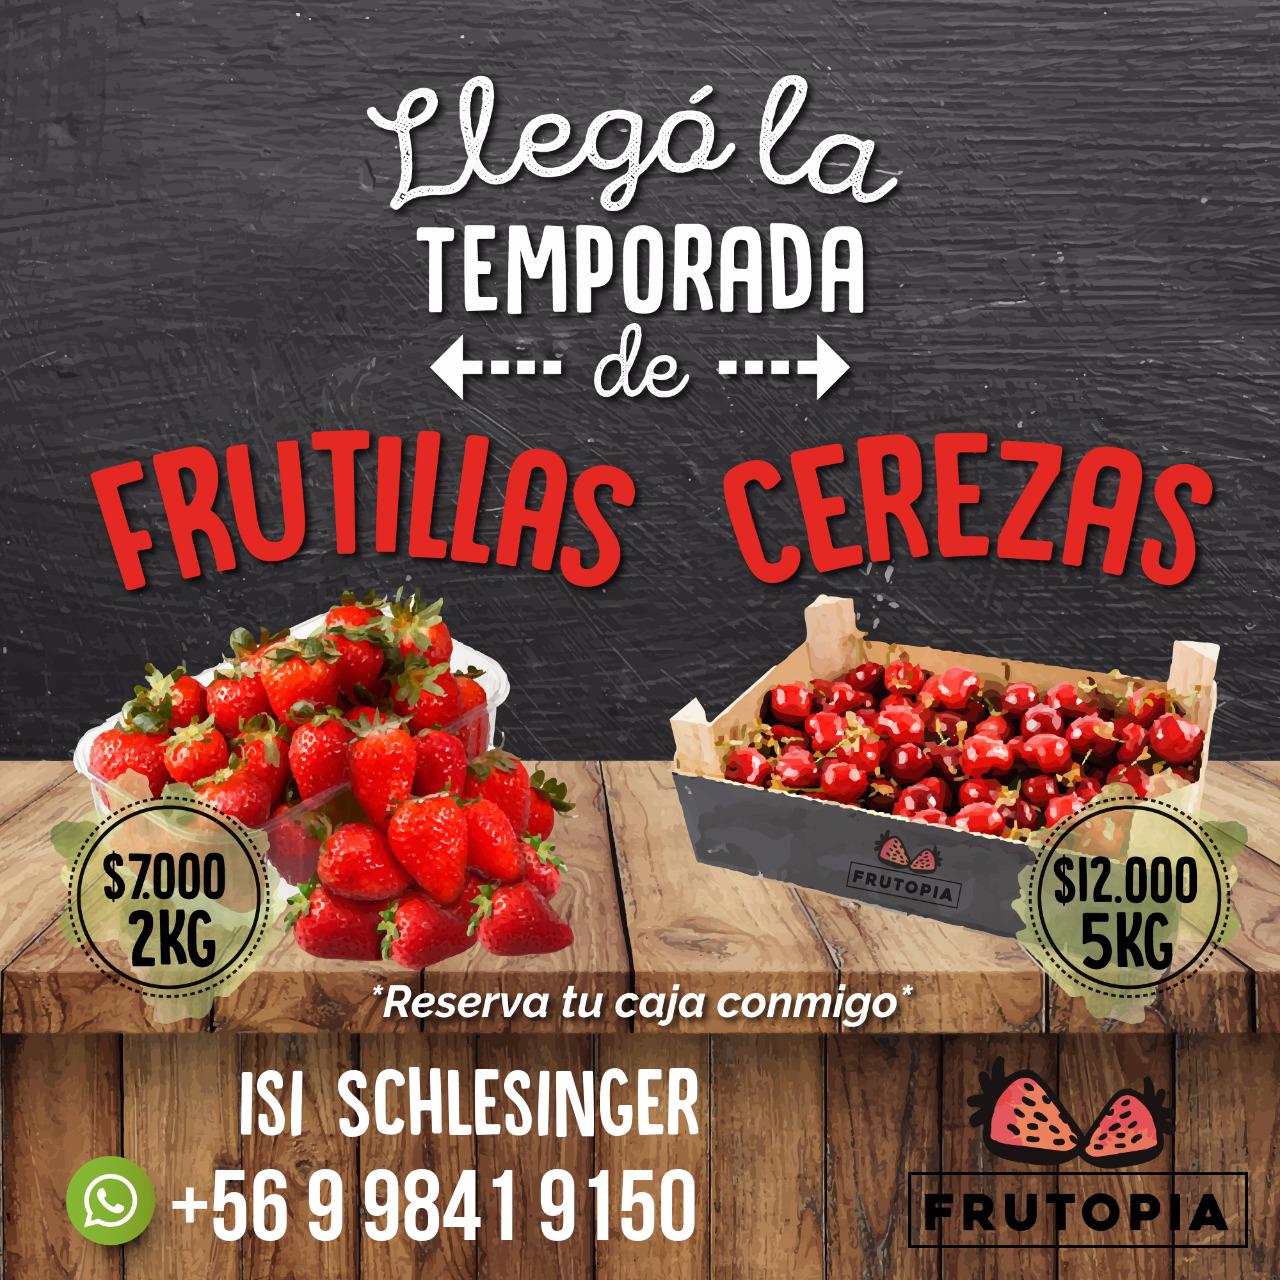 Llegó la
TEMPORADA
de
FRUTILLAS CEREZAS
FRUTOPIA
$7.000
2KG
$12.000
5KG
*Reserva tu caja conmigo*
ISI SCHLESINGER
+56 9 9841 9150
FRUTOPIA